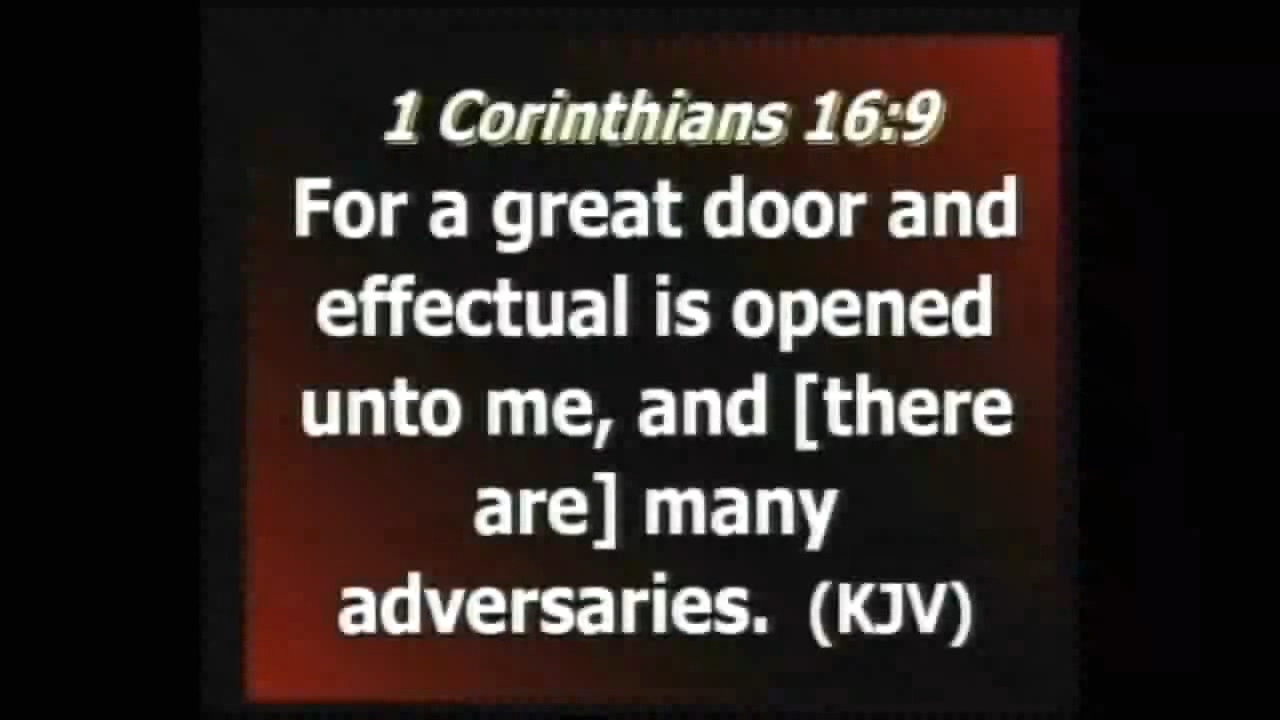 1 Corinthians 16:9
For a great door and
effectual is opened
unto me, and [there
are] many
adversaries. (KJV)